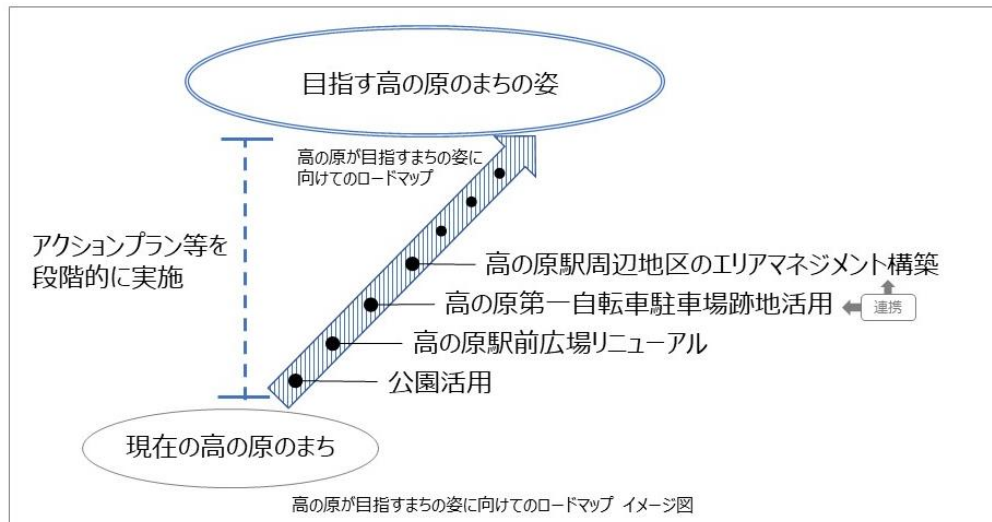 目指す高の原のまちの姿
高の原が目指すまちの姿に
向けてのロードマップ
アクションプラン等を
段階的に実施
高の原駅周辺地区のエリアマネジメント構築
高の原第一自転車駐車場跡地活用
連携
高の原駅前広場リニューアル
公園活用
現在の高の原のまち
高の原が目指すまちの姿に向けてのロードマップ イメージ図